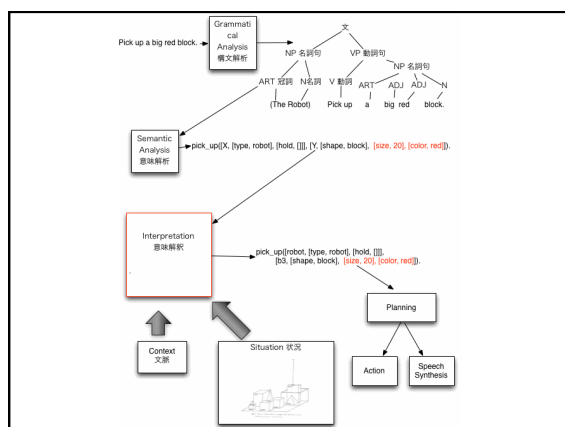 Grammati
cal
Analysis
構文解析
Pick up a big red block.
文
NP 名詞句
VP 動詞句
NP 名詞句
ART 冠詞
N名詞
V 動詞
ART
ADJ
ADJ
N
(The Robot)
Pick up
a
big
red
block.
Semantic
Analysis
意味解析
pick_up([X, [type, robot], [hold, []]], [Y, [shape, block], [size, 20], [color, red]]).
Interpretation
意味解釈
pick_up([robot, [type, robot], [hold, []]],
[b3, [shape, block], [size, 20], [color, red]]).
Planning
Context
文脈
Situation 状況
Action
Speech
Synthesis